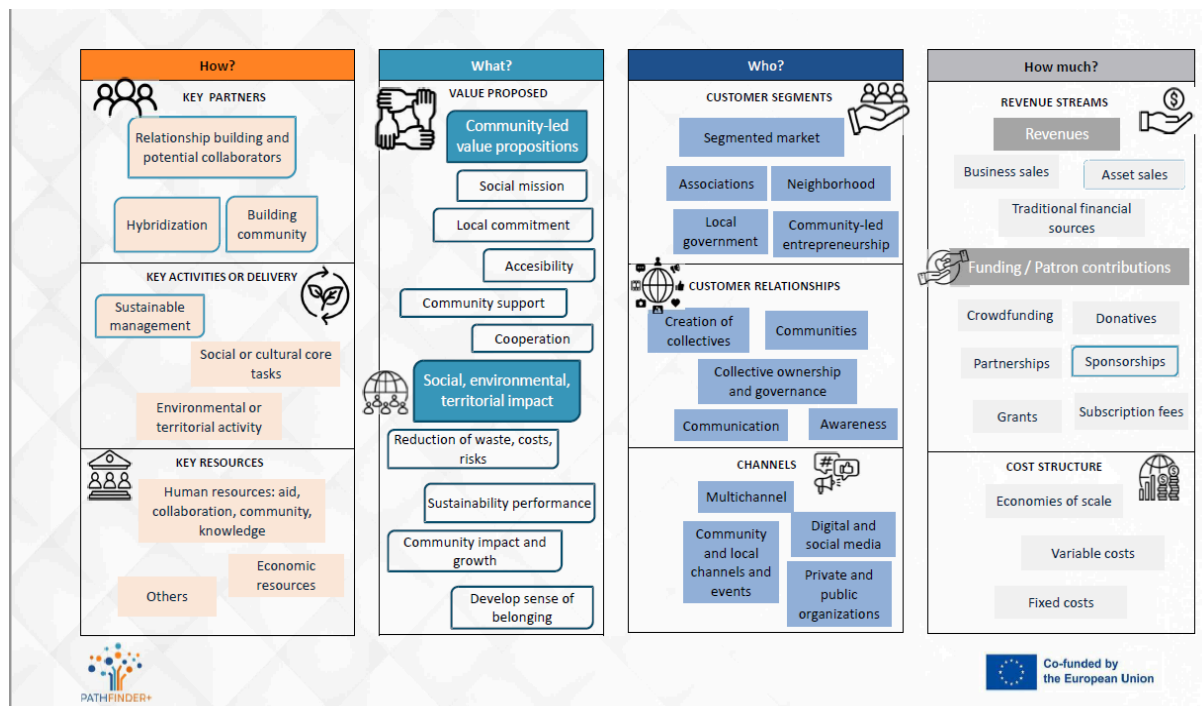 How?
KEY PARTNERS
Relationship building and
potential collaborators
Hybridization
Building
community
KEY ACTIVITIES OR DELIVERY
Sustainable
management
Social or cultural core
tasks
Environmental or
territorial activity
KEY RESOURCES
Human resources: aid,
collaboration, community,
knowledge
Economic
resources
Others
What?
VALUE PROPOSED
Community-led
value propositions
Social mission
Local commitment
Accesibility
Community support
Cooperation
Social, environmental,
territorial impact
Reduction of waste, costs,
risks
Sustainability performance
Community impact and
growth
Develop sense of
belonging
Who?
CUSTOMER SEGMENTS
Segmented market
Associations
Neighborhood
Local
government
Community-led
entrepreneurship
CUSTOMER RELATIONSHIPS
Creation of
collectives
Communities
Collective ownership
and governance
Communication
Awareness
CHANNELS
Multichannel
Community
and local
channels and
events
Digital and
social media
Private and
public
organizations
How much?
REVENUE STREAMS
Revenues
Business sales
Asset sales
Traditional financial
sources
Funding / Patron contributions
Crowdfunding
Donatives
Partnerships
Sponsorships
Grants
Subscription fees
COST STRUCTURE
Economies of scale
Variable costs
Fixed costs
PATHFINDER+
Co-funded by
the European Union